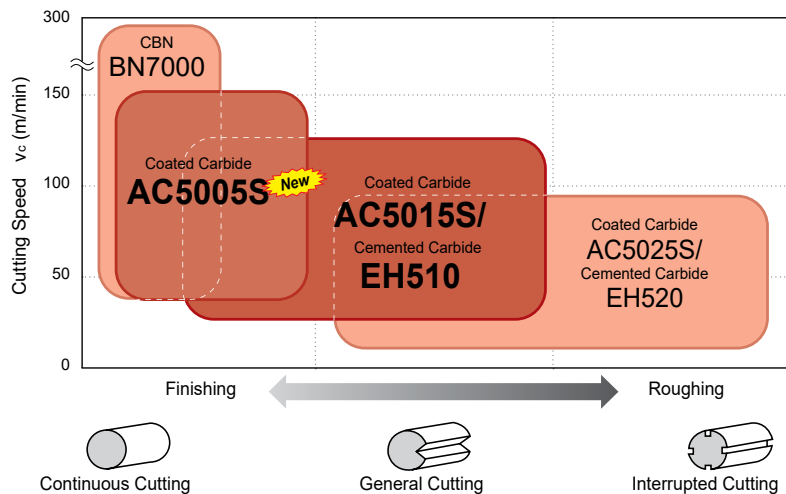 300
150
100
50
0
Cutting Speed vc (m/min)
CBN
BN7000
Coated Carbide
AC5005S
New
Coated Carbide
AC5015S/
Cemented Carbide
EH510
Coated Carbide
AC5025S/
Cemented Carbide
EH520
Finishing
Roughing
Continuous Cutting
General Cutting
Interrupted Cutting